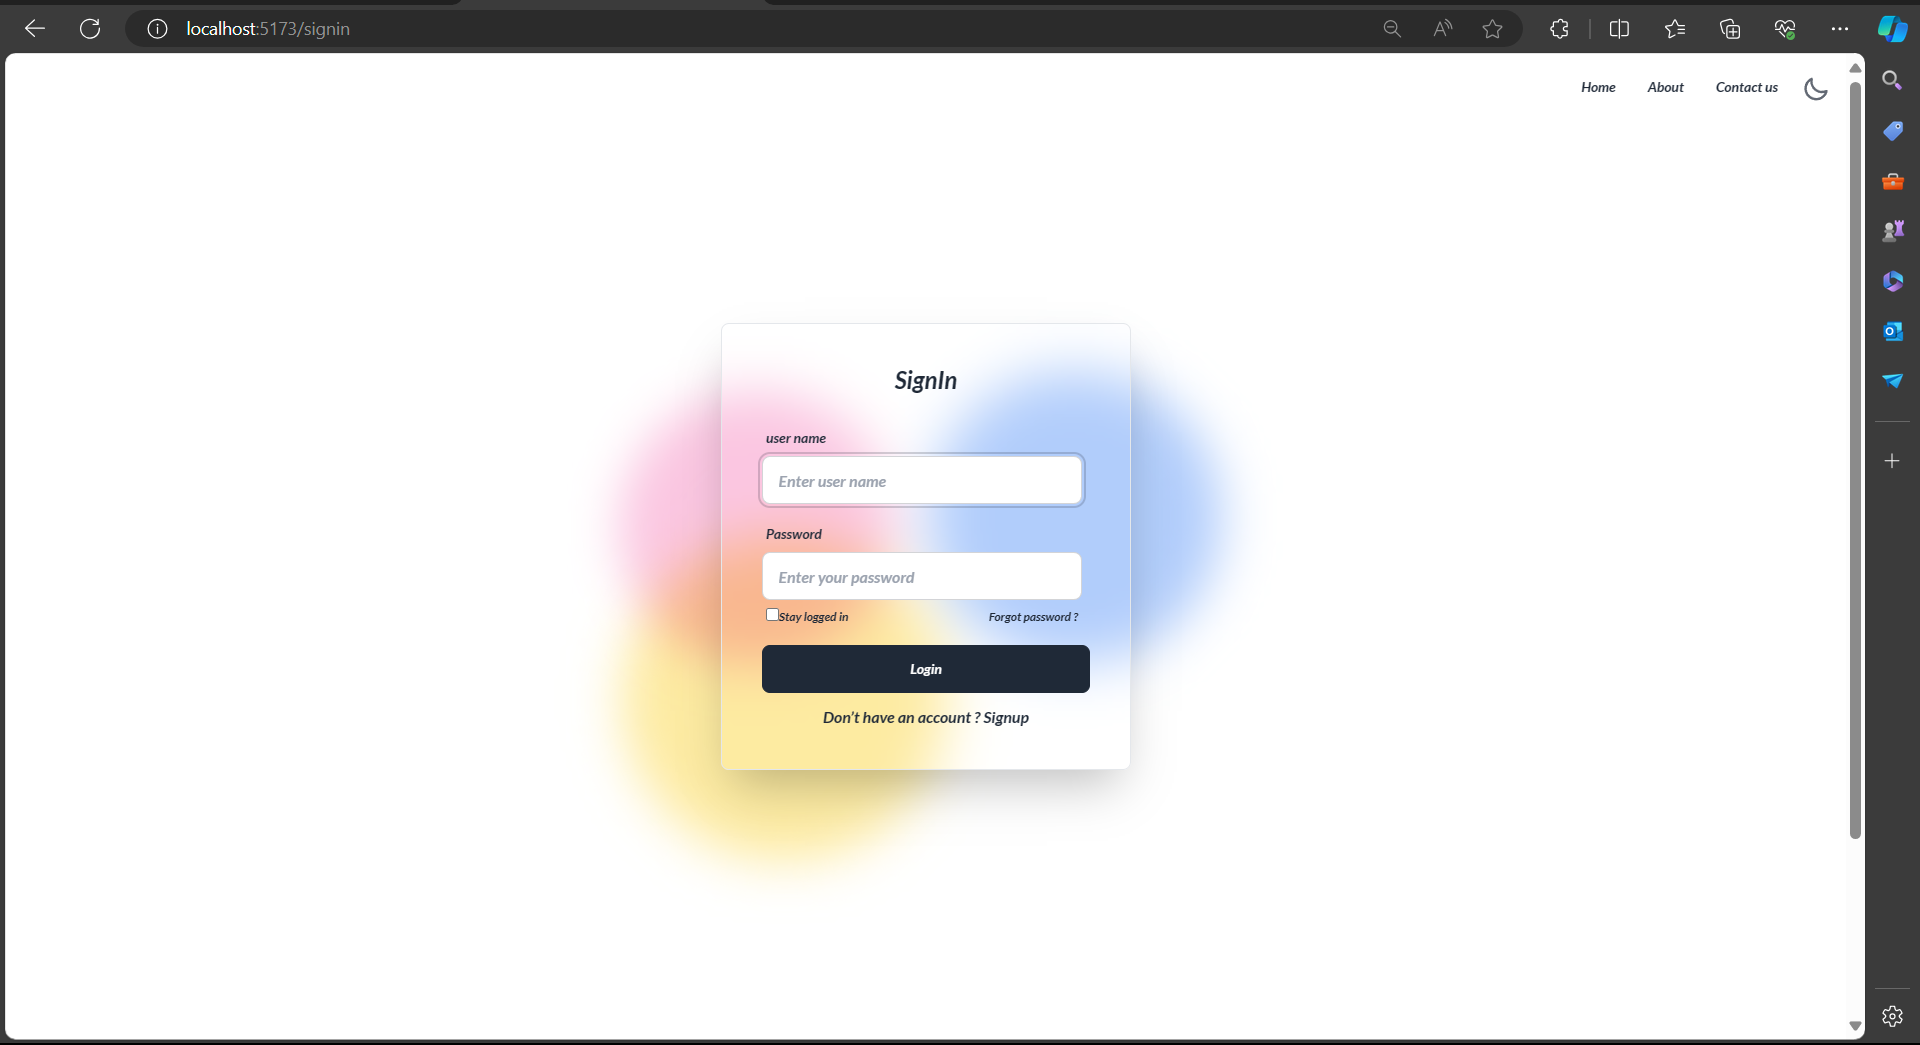 localhost:5173/signin
Home About Contact us
SignIn
user name
Enter user name
Password
Enter your password
Stay logged in Forgot password ?
Login
Don't have an account ? Signup